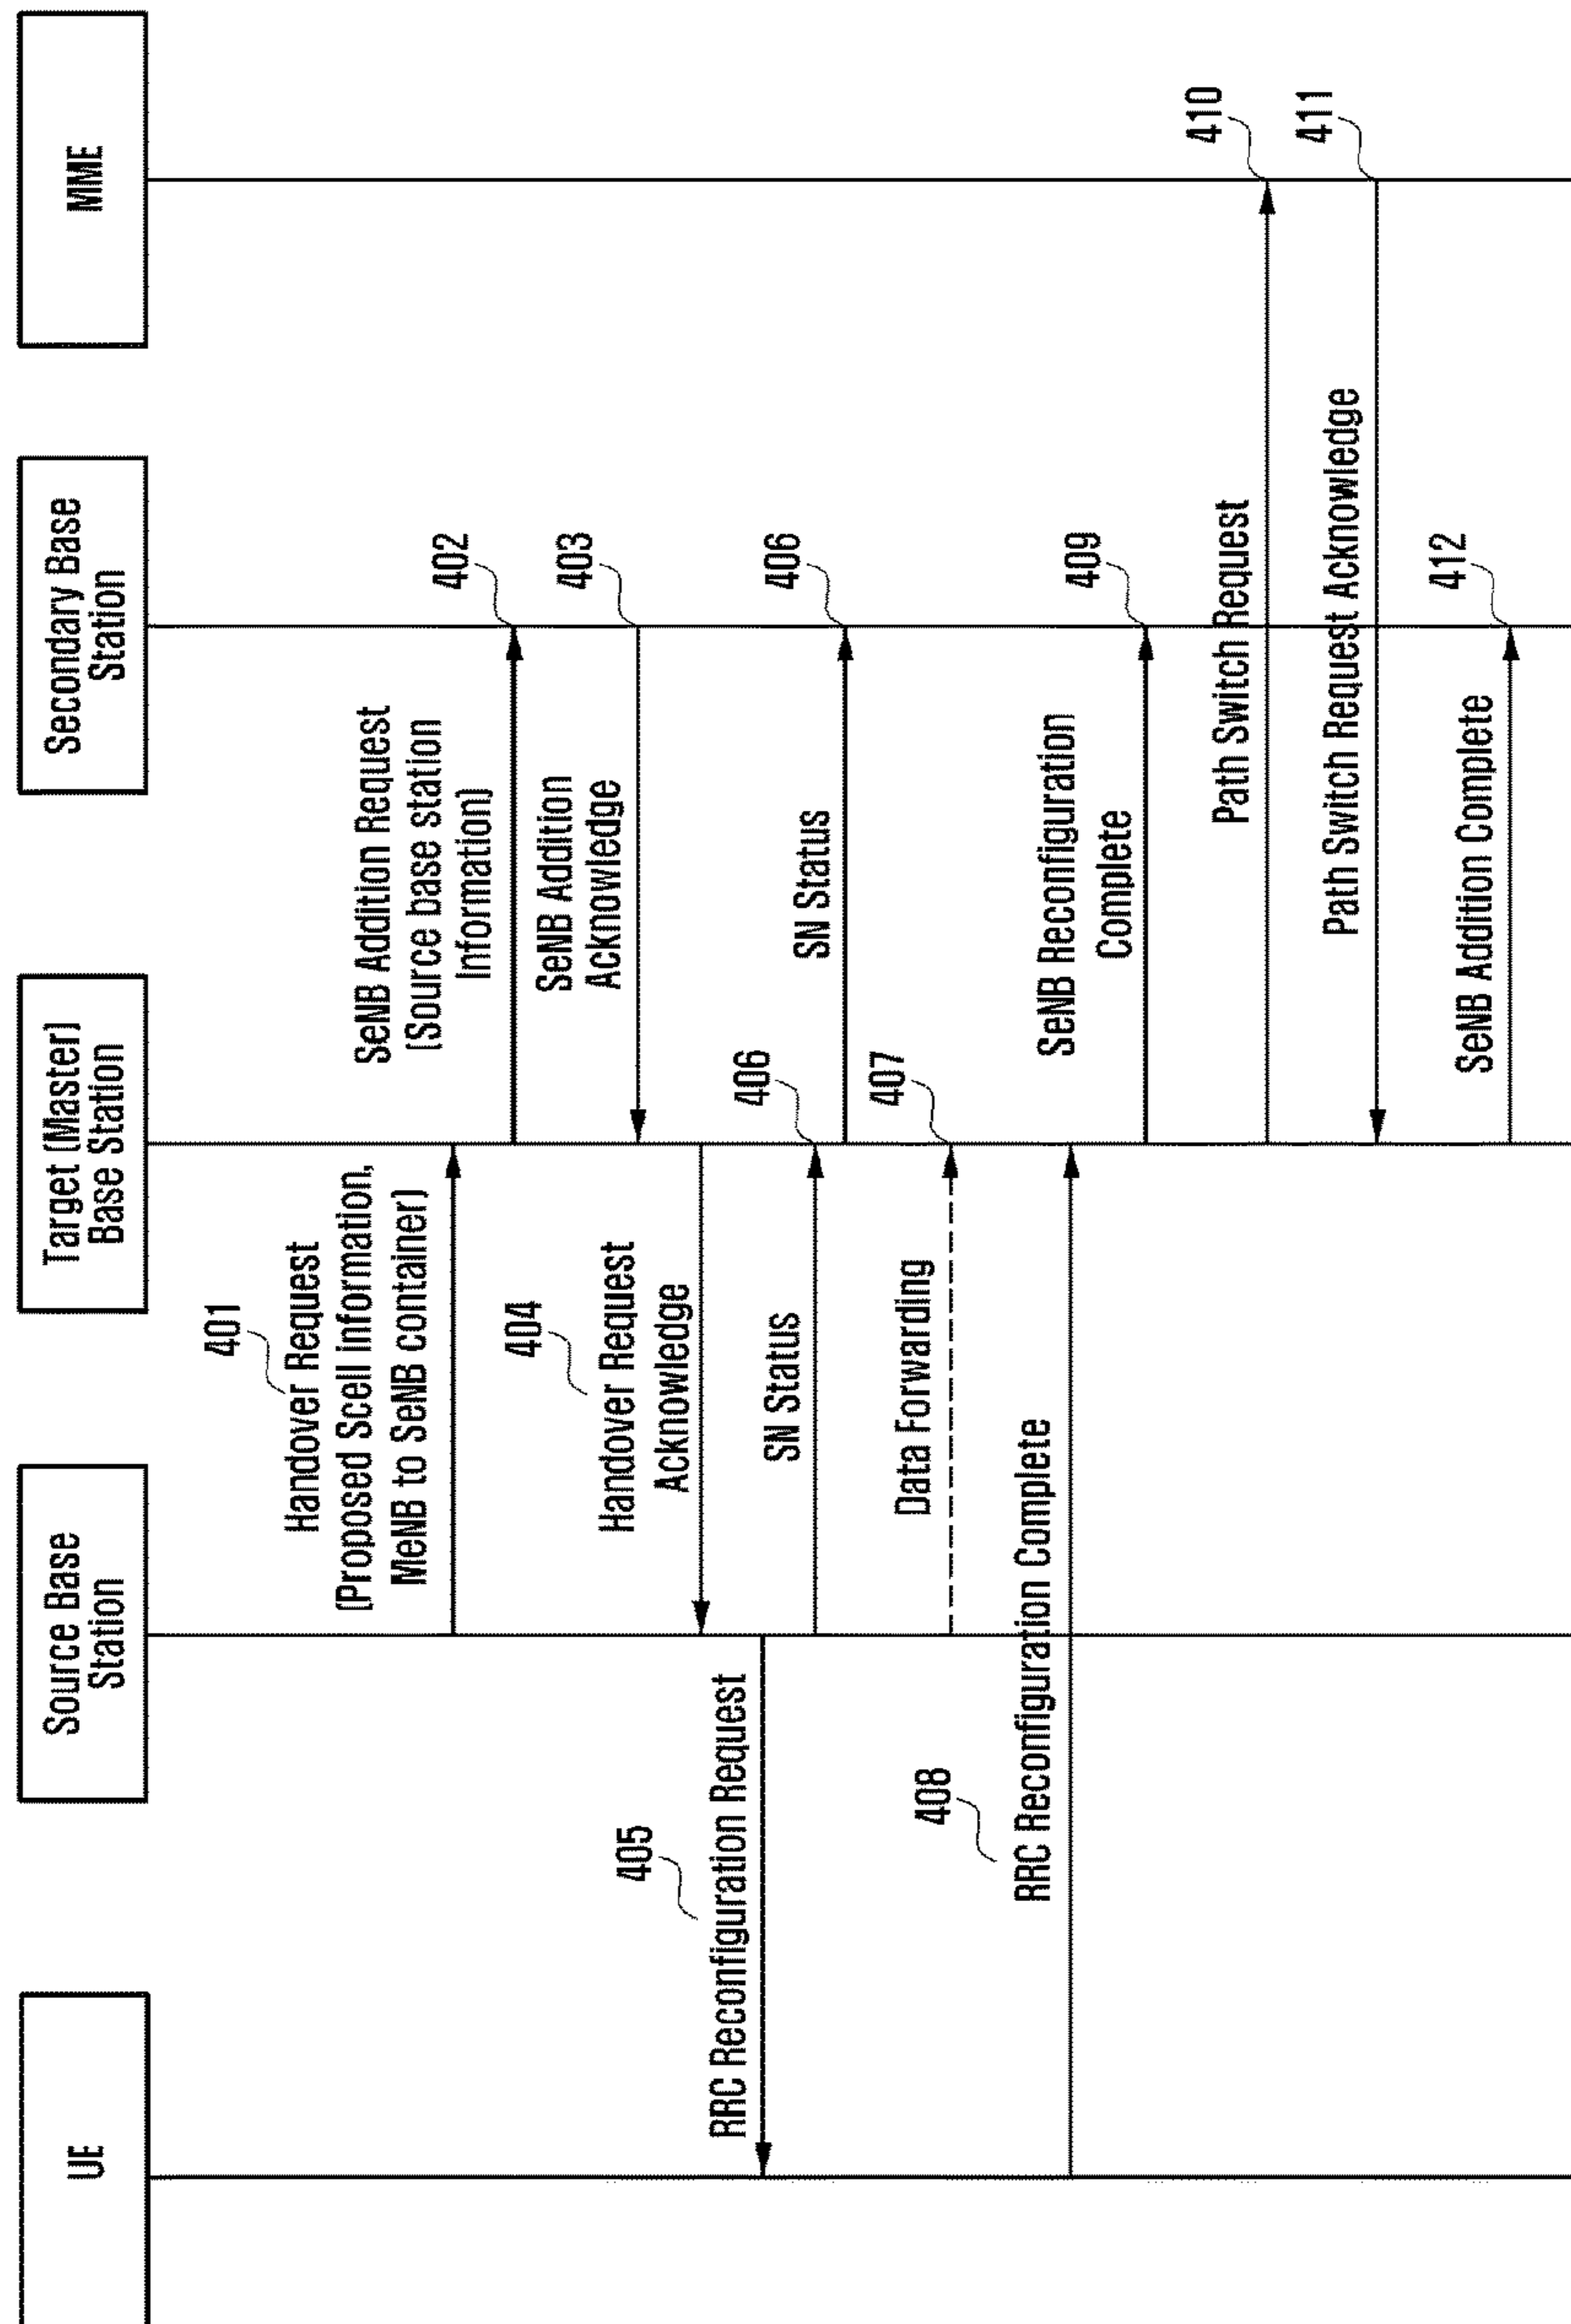 UE
Source Base
Station
Target (Master)
Base Station
Secondary Base
Station
MME
401
Handover Request
(Proposed Scell information,
MeNB to SeNB container)
402
SeNB Addition Request
(Source base station
Information)
403
SeNB Addition
Acknowledge
404
Handover Request
Acknowledge
405
RRC Reconfiguration Request
406
SN Status
406
SN Status
407
Data Forwarding
408
RRC Reconfiguration Complete
409
SeNB Reconfiguration
Complete
410
Path Switch Request
411
Path Switch Request Acknowledge
412
SeNB Addition Complete